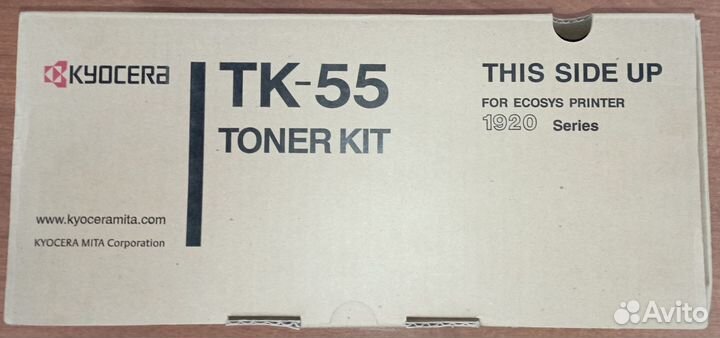 KYOCERA
TK-55
TONER KIT
THIS SIDE UP
FOR ECOSYS PRINTER
1920 Series
www.kyoceramita.com
KYOCERA MITA Corporation
Avito